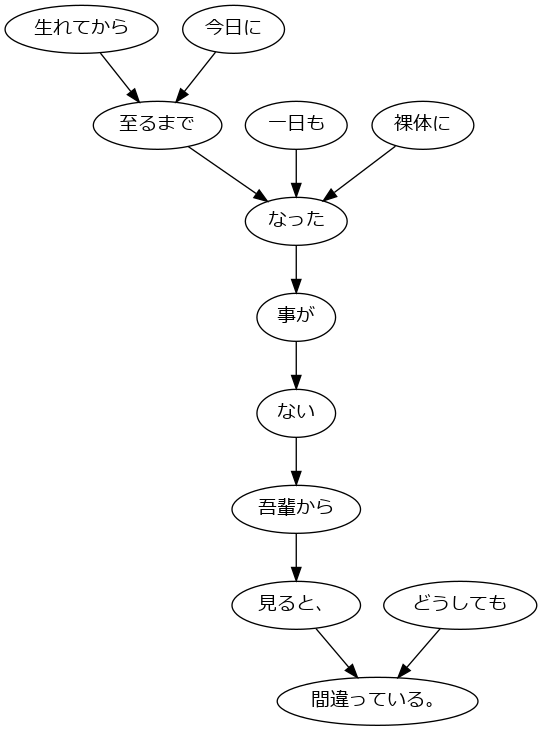 生れてから 今日に
至るまで 一日も 裸体に
なった
事が
ない
吾輩から
見ると、 どうしても
間違っている。